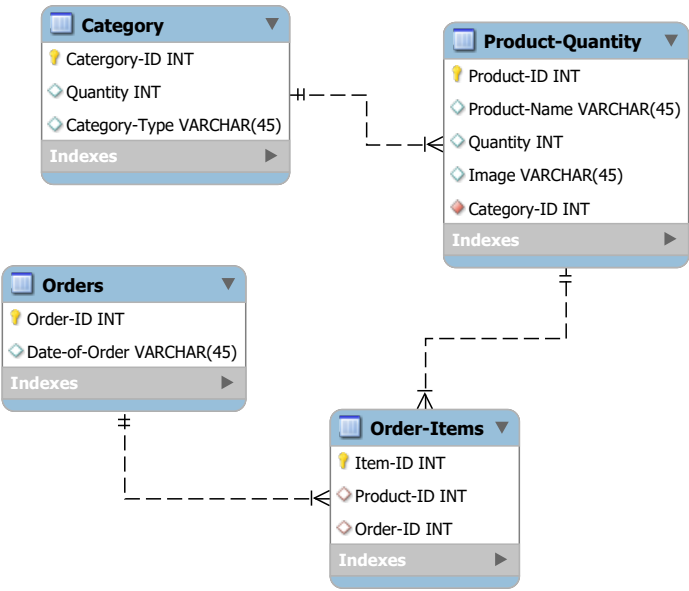 Category
Catergory-ID INT
Quantity INT
Category-Type VARCHAR(45)
Indexes
Product-Quantity
Product-ID INT
Product-Name VARCHAR(45)
Quantity INT
Image VARCHAR(45)
Category-ID INT
Indexes
Orders
Order-ID INT
Date-of-Order VARCHAR(45)
Indexes
Order-Items
Item-ID INT
Product-ID INT
Order-ID INT
Indexes